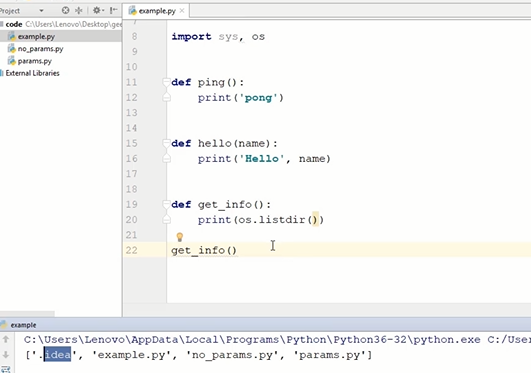 Project
example.py
code C:\Users\Lenovo\Desktop\gee
example.py
no_params.py
params.py
External Libraries
8 import sys, os
9
10
11 def ping():
12 print('pong')
13
14
15 def hello(name):
16 print('Hello', name)
17
18
19 def get_info():
20 print(os.listdir())
21
22 get_info()
example
C:\Users\Lenovo\AppData\Local\Programs\Python\Python36-32\python.exe C:/User
['.idea', 'example.py', 'no_params.py', 'params.py']